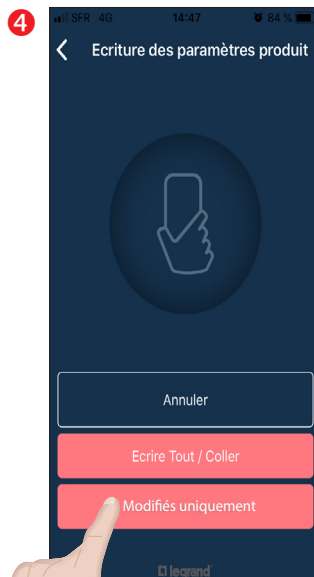 4
SFR 4G 14:47 84 %
Ecriture des paramètres produit
Annuler
Ecrire Tout / Coller
Modifiés uniquement
legrand